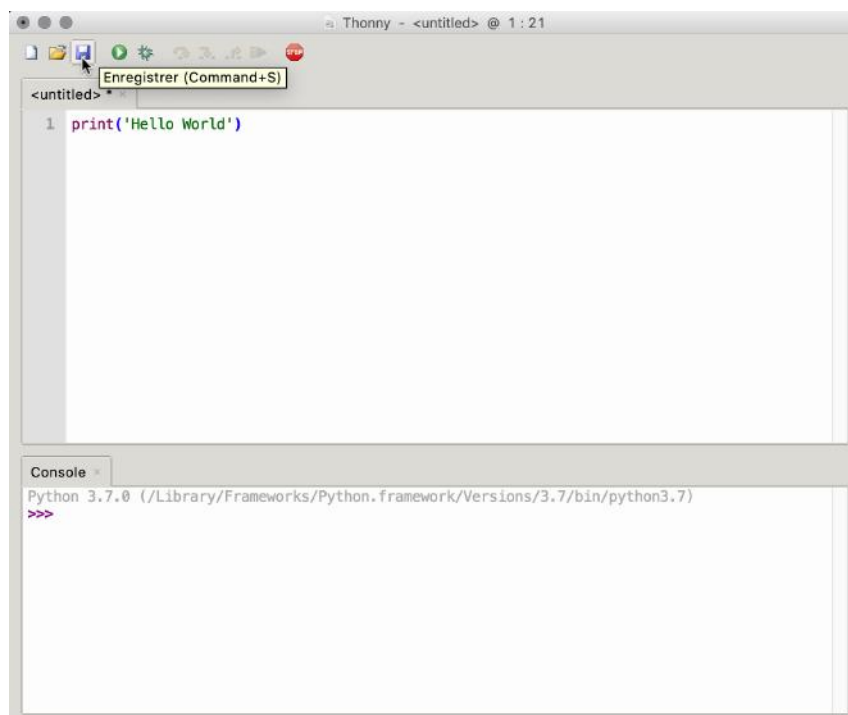 Thonny - <untitled> @ 1 : 21
STOP
Enregistrer (Command+S)
<untitled> * ×
1 print('Hello World')
Console ×
Python 3.7.0 (/Library/Frameworks/Python.framework/Versions/3.7/bin/python3.7)
>>>